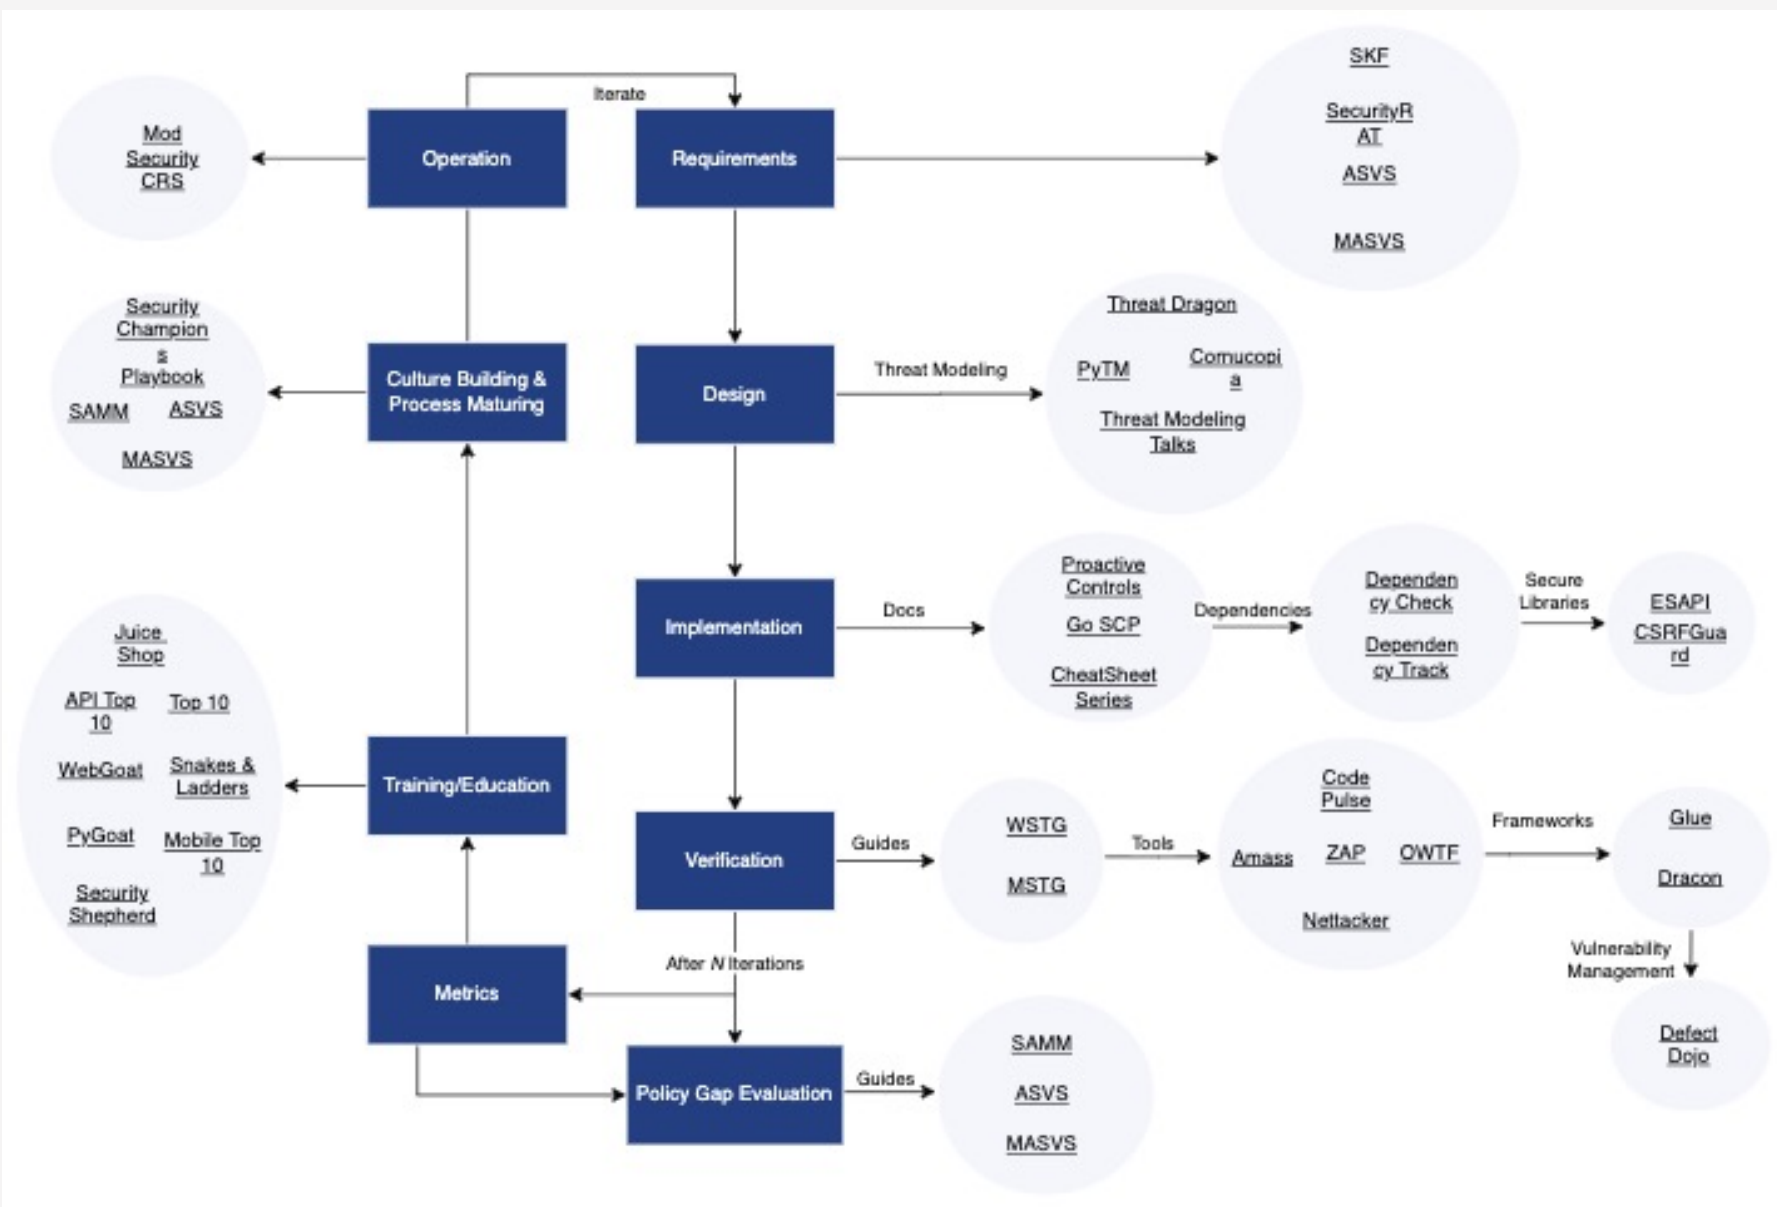 Iterate
Operation
Requirements
Mod
Security
CRS
SKF
SecurityR
AT
ASVS
MASVS
Security
Champion
s
Playbook
SAMM
ASVS
MASVS
Culture Building &
Process Maturing
Design
Threat Modeling
Threat Dragon
PyTM
Cornucopi
a
Threat Modeling
Talks
Implementation
Docs
Proactive
Controls
Go SCP
CheatSheet
Series
Dependencies
Dependen
cy Check
Dependen
cy Track
Secure
Libraries
ESAPI
CSRFGua
rd
Juice
Shop
API Top
10
Top 10
WebGoat
Snakes &
Ladders
PyGoat
Mobile Top
10
Security
Shepherd
Training/Education
Verification
Guides
WSTG
MSTG
Tools
Code
Pulse
Amass
ZAP
OWTF
Nettacker
Frameworks
Glue
Dracon
Vulnerability
Management
Defect
Dojo
After N Iterations
Metrics
Policy Gap Evaluation
Guides
SAMM
ASVS
MASVS